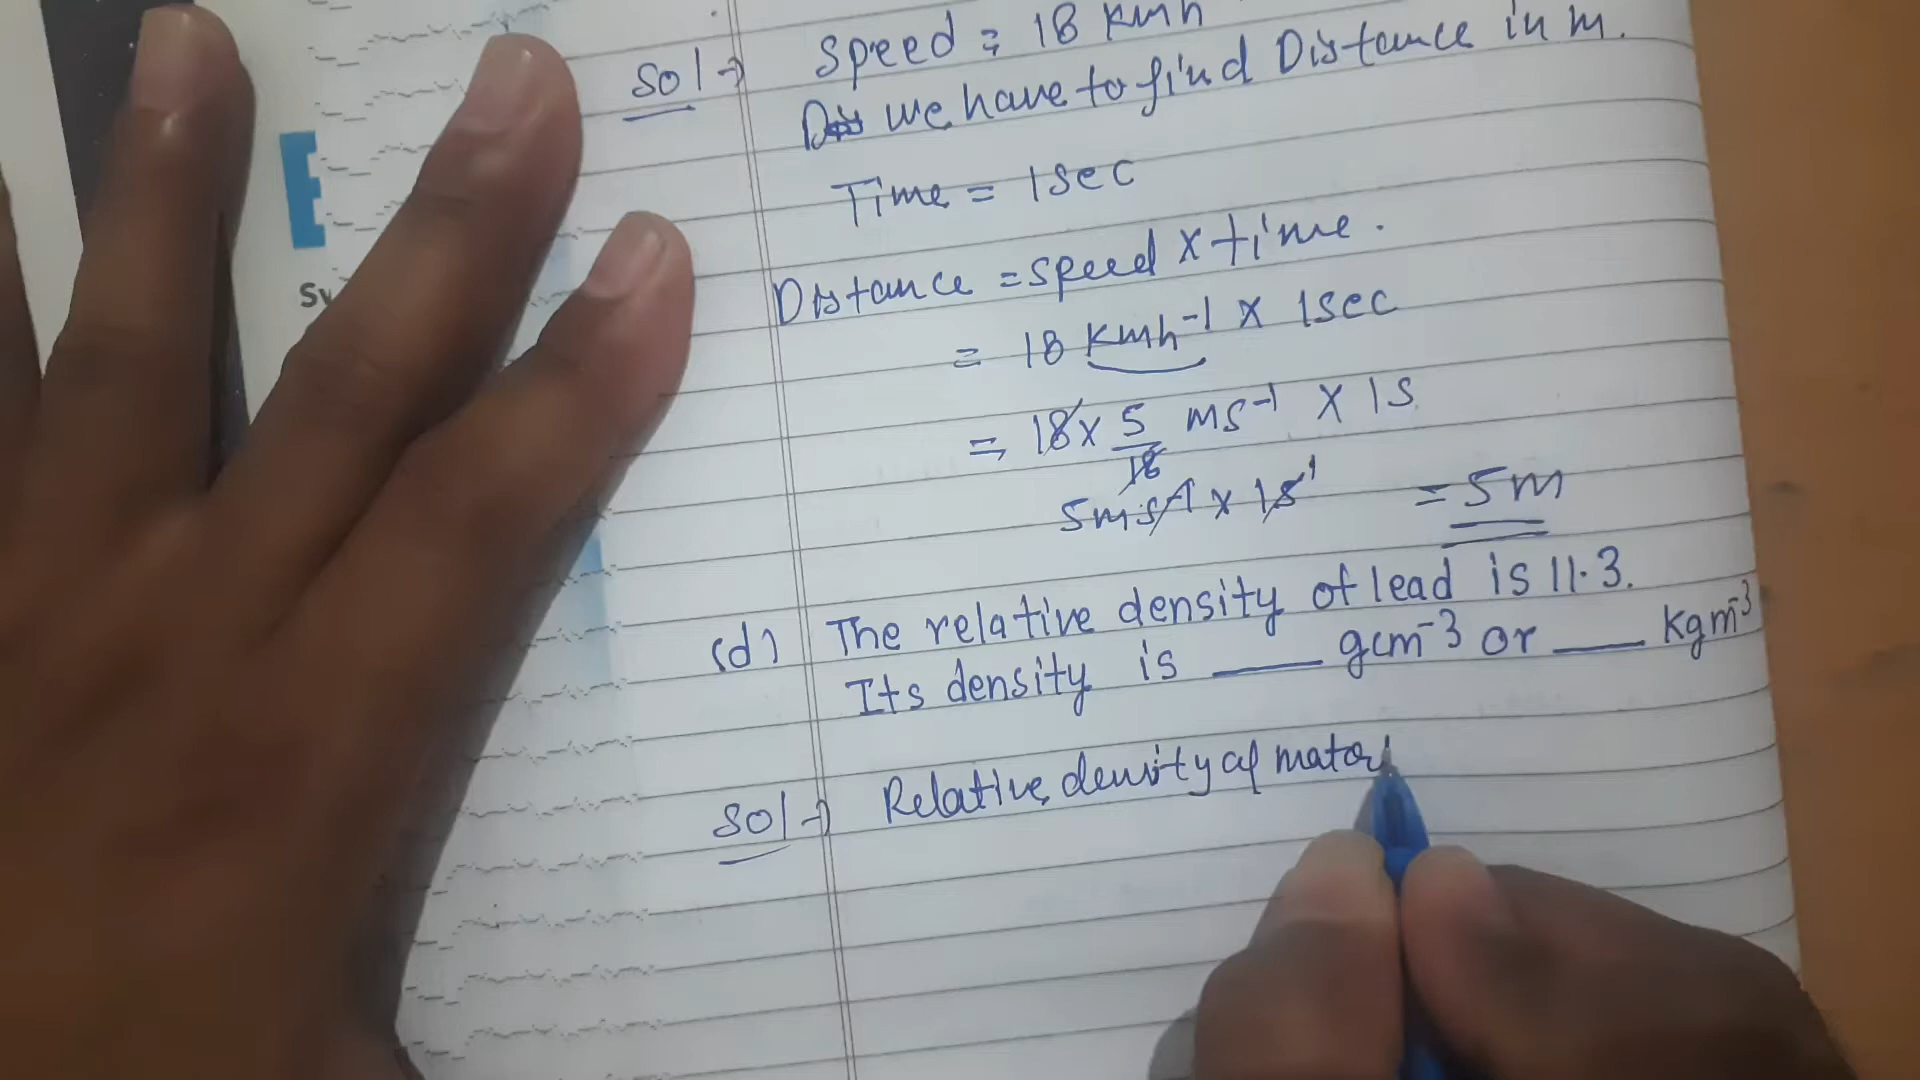 Sol→ Speed = 18 kmh
we have to find Distance in m.
Time = 1sec
Distance = speed x time.
= 18 kmh⁻¹ x 1sec
= 18 x 5/18 ms⁻¹ x 1s
5ms⁻¹ x 1s¹ = 5m
(d) The relative density of lead is 11.3.
Its density is ____ gcm⁻³ or ____ kgm⁻³
Sol→ Relative density of mater